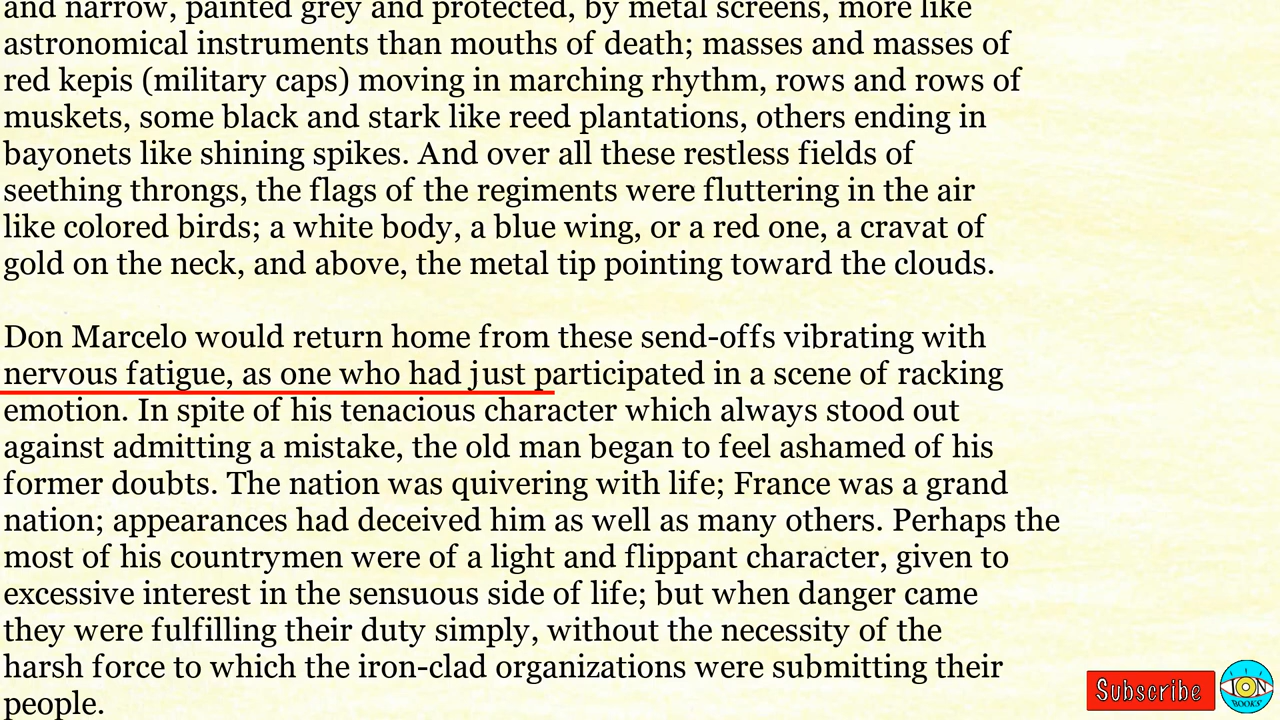 and narrow, painted grey and protected, by metal screens, more like
astronomical instruments than mouths of death; masses and masses of
red kepis (military caps) moving in marching rhythm, rows and rows of
muskets, some black and stark like reed plantations, others ending in
bayonets like shining spikes. And over all these restless fields of
seething throngs, the flags of the regiments were fluttering in the air
like colored birds; a white body, a blue wing, or a red one, a cravat of
gold on the neck, and above, the metal tip pointing toward the clouds.
Don Marcelo would return home from these send-offs vibrating with
nervous fatigue, as one who had just participated in a scene of racking
emotion. In spite of his tenacious character which always stood out
against admitting a mistake, the old man began to feel ashamed of his
former doubts. The nation was quivering with life; France was a grand
nation; appearances had deceived him as well as many others. Perhaps the
most of his countrymen were of a light and flippant character, given to
excessive interest in the sensuous side of life; but when danger came
they were fulfilling their duty simply, without the necessity of the
harsh force to which the iron-clad organizations were submitting their
people.
Subscribe
ION
BOOKS